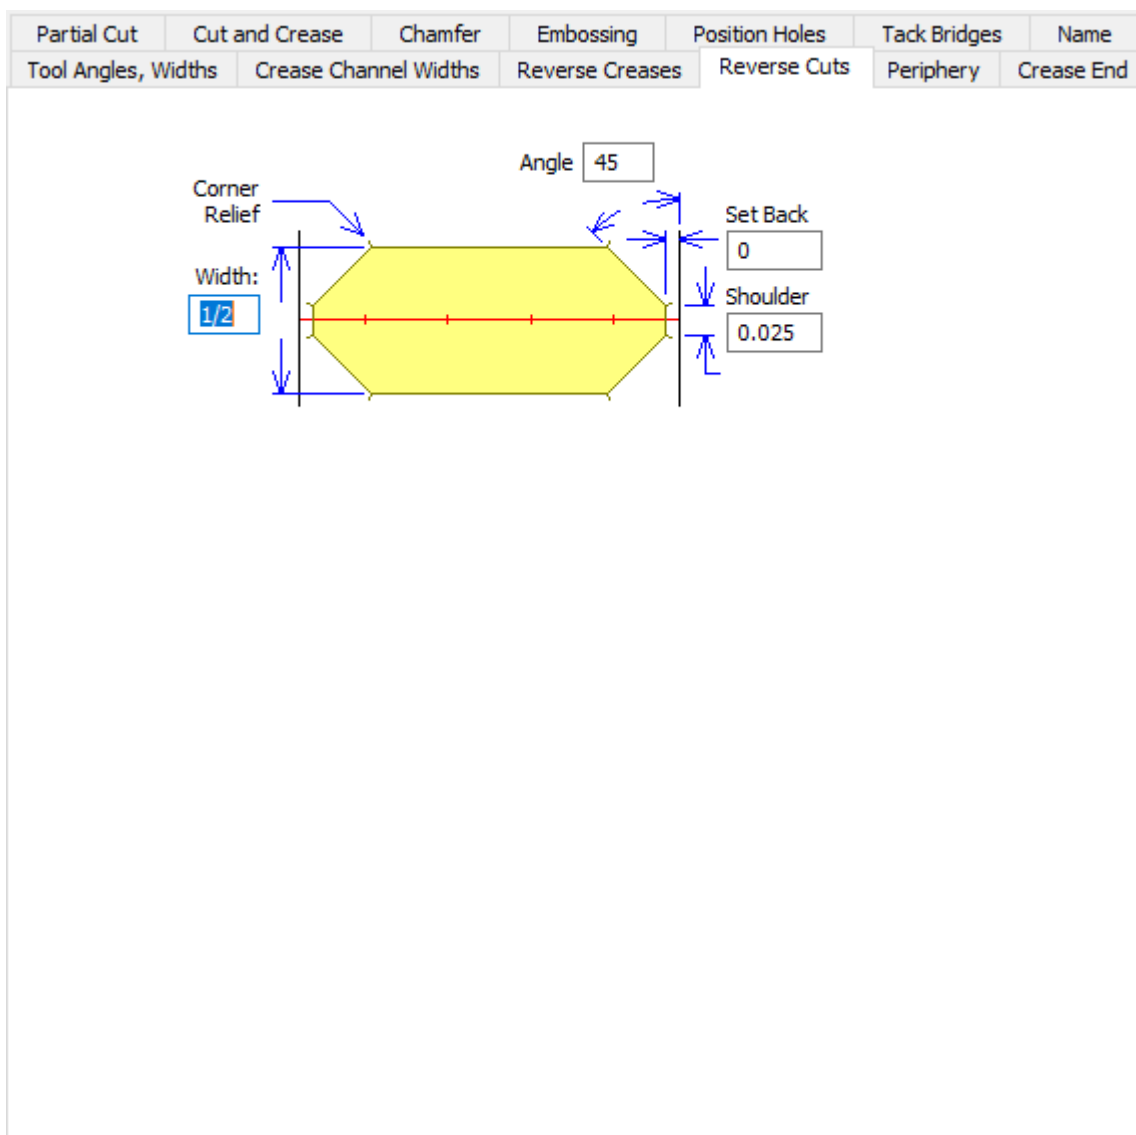 Partial Cut Cut and Crease Chamfer Embossing Position Holes Tack Bridges Name
Tool Angles, Widths Crease Channel Widths Reverse Creases Reverse Cuts Periphery Crease End
Angle 45
Corner
Relief
Set Back
0
Width:
1/2
Shoulder
0.025